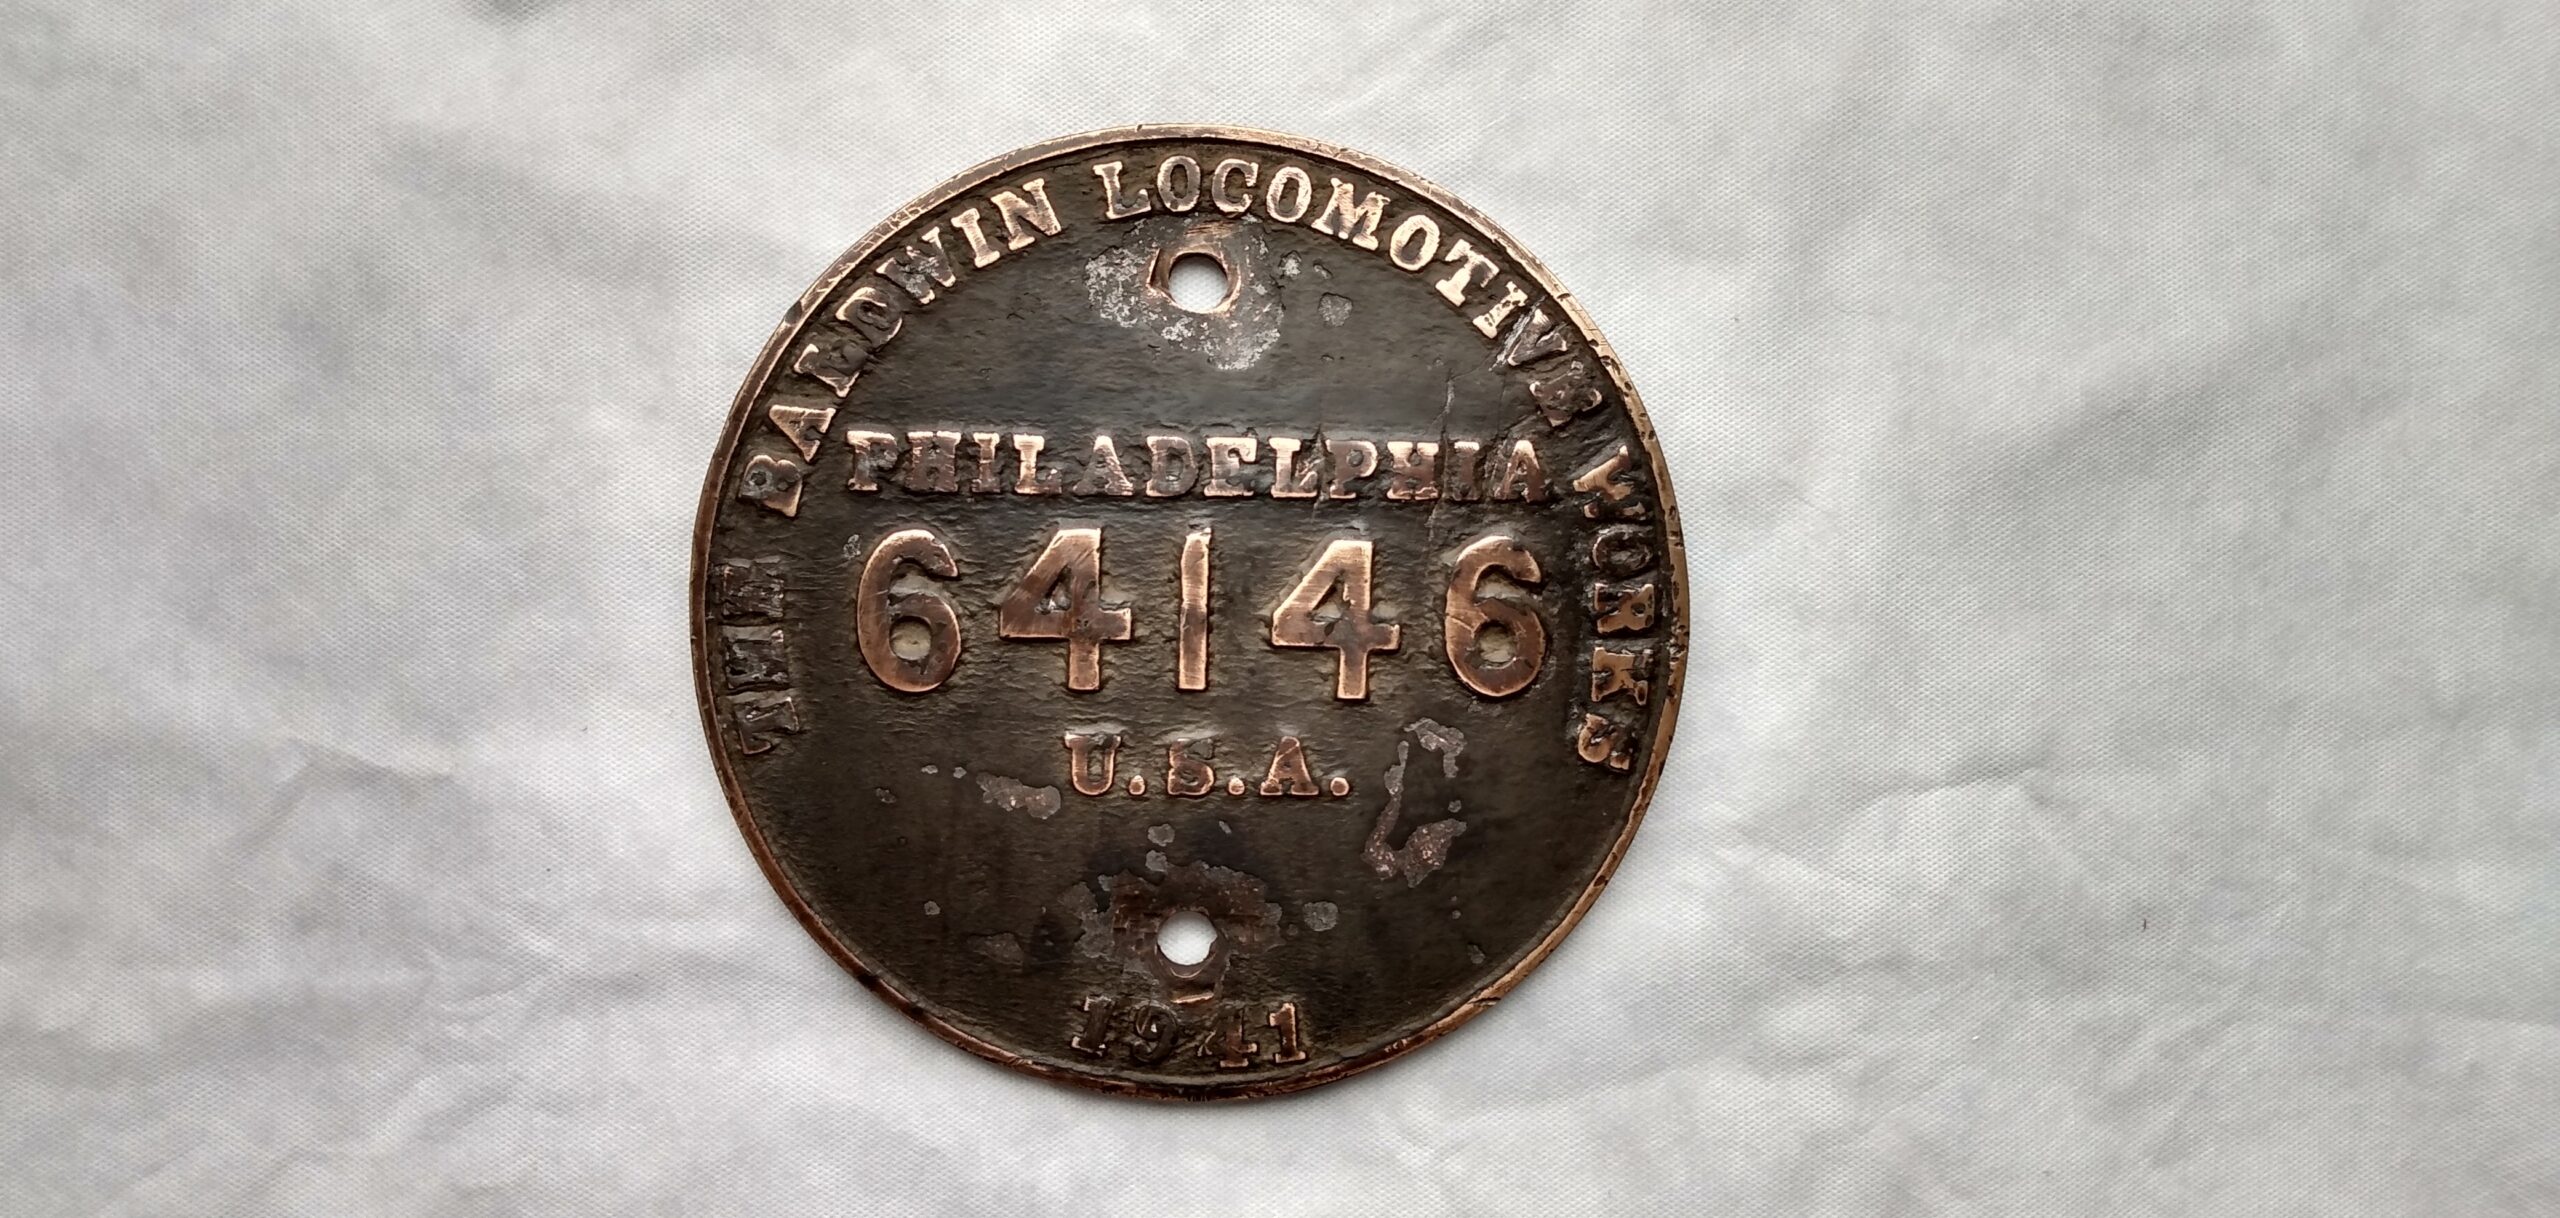 THE BALDWIN LOCOMOTIVE WORKS
PHILADELPHIA
64146
U.S.A.
1941